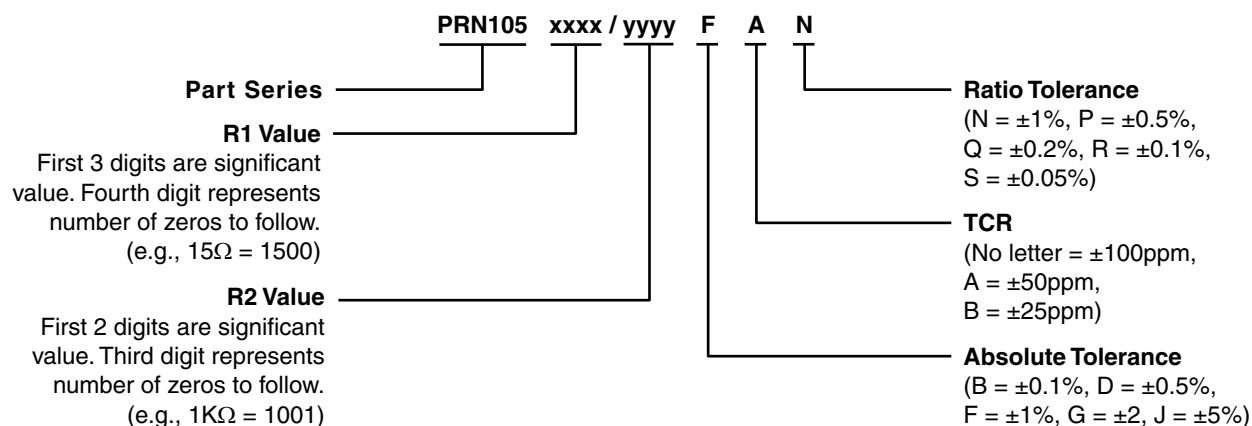 PRN105 xxxx / yyyy F A N
Part Series
R1 Value
First 3 digits are significant
value. Fourth digit represents
number of zeros to follow.
(e.g., 15Ω = 1500)
R2 Value
First 2 digits are significant
value. Third digit represents
number of zeros to follow.
(e.g., 1KΩ = 1001)
Ratio Tolerance
(N = ±1%, P = ±0.5%,
Q = ±0.2%, R = ±0.1%,
S = ±0.05%)
TCR
(No letter = ±100ppm,
A = ±50ppm,
B = ±25ppm)
Absolute Tolerance
(B = ±0.1%, D = ±0.5%,
F = ±1%, G = ±2, J = ±5%)